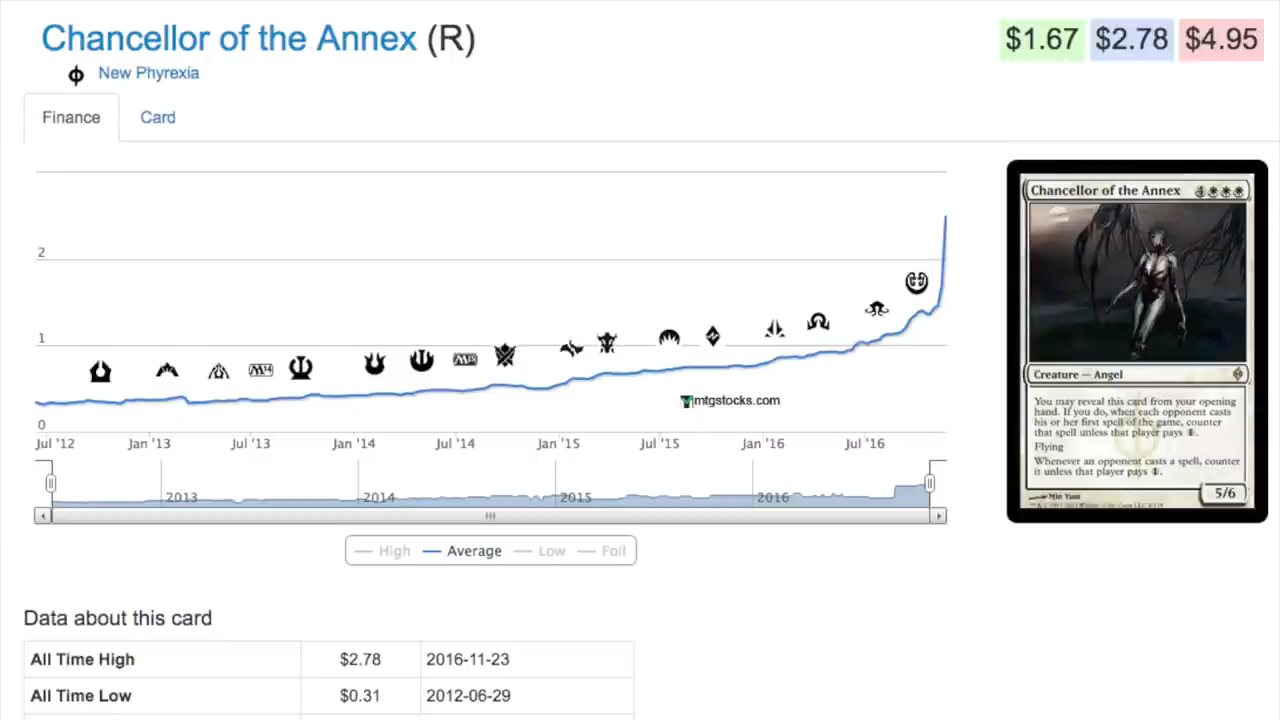 Chancellor of the Annex (R)
$1.67 $2.78 $4.95
New Phyrexia
Finance
Card
2
1
0
mtgstocks.com
Jul '12 Jan '13 Jul '13 Jan '14 Jul '14 Jan '15 Jul '15 Jan '16 Jul '16
2013 2014 2015 2016
High Average Low Foil
Chancellor of the Annex 4
Creature — Angel
You may reveal this card from your opening
hand. If you do, when each opponent casts
his or her first spell of the game, counter
that spell unless that player pays 1.
Flying
Whenever an opponent casts a spell, counter
it unless that player pays 1.
Min Yum
5/6
Data about this card
All Time High $2.78 2016-11-23
All Time Low $0.31 2012-06-29